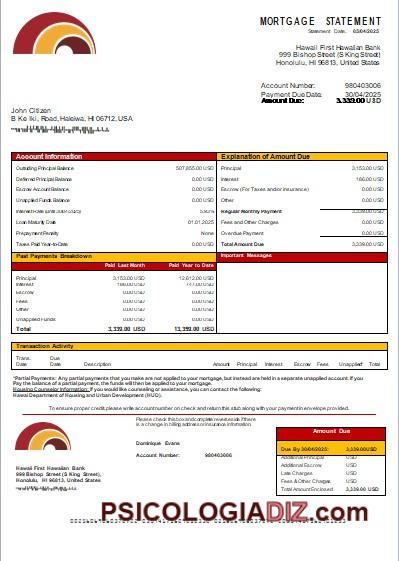 MORTGAGE STATEMENT
Statement Date: 05/04/2025
Hawaii First Hawaiian Bank
999 Bishop Street (S King Street)
Honolulu, HI 96813, United States
Account Number: 980403006
Payment Due Date: 30/04/2025
Amount Due: 3,339.00 USD
John Citizen
B Ke Iki, Road, Haleiwa, HI 06712, USA
Account Information
Outstanding Principal Balance 507,855.00 USD
Deferred Principal Balance 0.00 USD
Escrow Account Balance 0.00 USD
Unapplied Funds Balance 0.00 USD
Interest Rate (Until 30/04/2025)
Loan Maturity Date 01.01.2025
Prepayment Penalty None
Taxes Paid Year-to-Date 0.00 USD
Explanation of Amount Due
Principal 3,153.00 USD
Interest 186.00 USD
Escrow (For Taxes and/or Insurance) 0.00 USD
Other 0.00 USD
Regular Monthly Payment 3,339.00 USD
Fees and Other Charges 0.00 USD
Overdue Payment 0.00 USD
Total Amount Due 3,339.00 USD
Past Payments Breakdown
Paid Last Month Paid Year to Date
Principal 3,153.00 USD 12,612.00 USD
Interest 186.00 USD 747.00 USD
Escrow 0.00 USD 0.00 USD
Fees 0.00 USD 0.00 USD
Other 0.00 USD 0.00 USD
Unapplied Funds 0.00 USD 0.00 USD
Total 3,339.00 USD 13,359.00 USD
Important Messages
Transaction Activity
Trans. Date Due Date Description Amount Principal Interest Escrow Fees Unapplied Total
*Partial Payments: Any partial payments that you make are not applied to your mortgage, but instead are held in a separate unapplied account. If you
Pay the balance of a partial payment, the funds will then be applied to your mortgage.
Housing Counselor Information: If you would like counseling or assistance, you can contact the following:
Hawaii Department of Housing and Urban Development (HUD).
To ensure proper credit, please write account number on check and return this stub along with your payment in envelope provided.
Please check this box and complete reverse side if there
is a change in billing address or insurance information
Dominique Evans
Account Number: 980403006
Hawaii First Hawaiian Bank
999 Bishop Street (S King Street),
Honolulu, HI 96813, United States
Amount Due
Due By 30/04/2025: 3,339.00USD
Additional Principal
Additional Escrow
Late Charges
Fees & Other Charges
Total Amount Enclosed 3,339.00 USD
PSICOLOGIADIZ.com